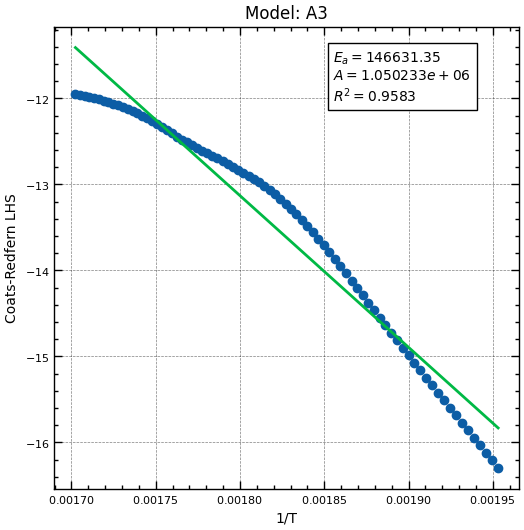 Model: A3
E_a = 146631.35
A = 1.050233e + 06
R^2 = 0.9583
Coats-Redfern LHS
−12
−13
−14
−15
−16
0.00170 0.00175 0.00180 0.00185 0.00190 0.00195
1/T